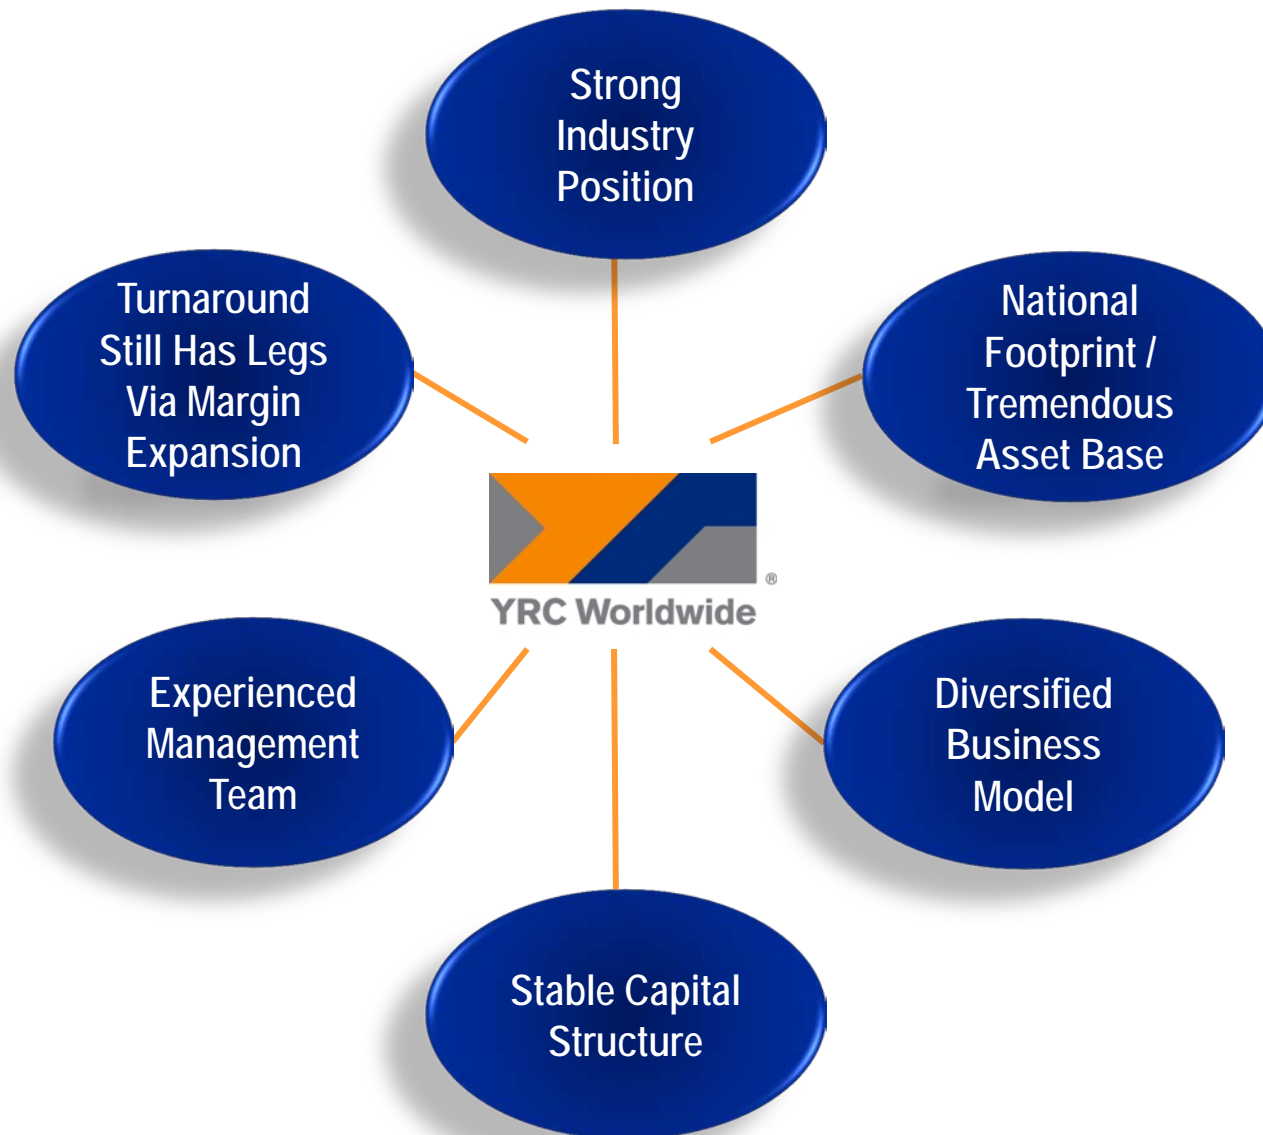 Strong
Industry
Position
Turnaround
Still Has Legs
Via Margin
Expansion
National
Footprint /
Tremendous
Asset Base
®
YRC Worldwide
Experienced
Management
Team
Diversified
Business
Model
Stable Capital
Structure